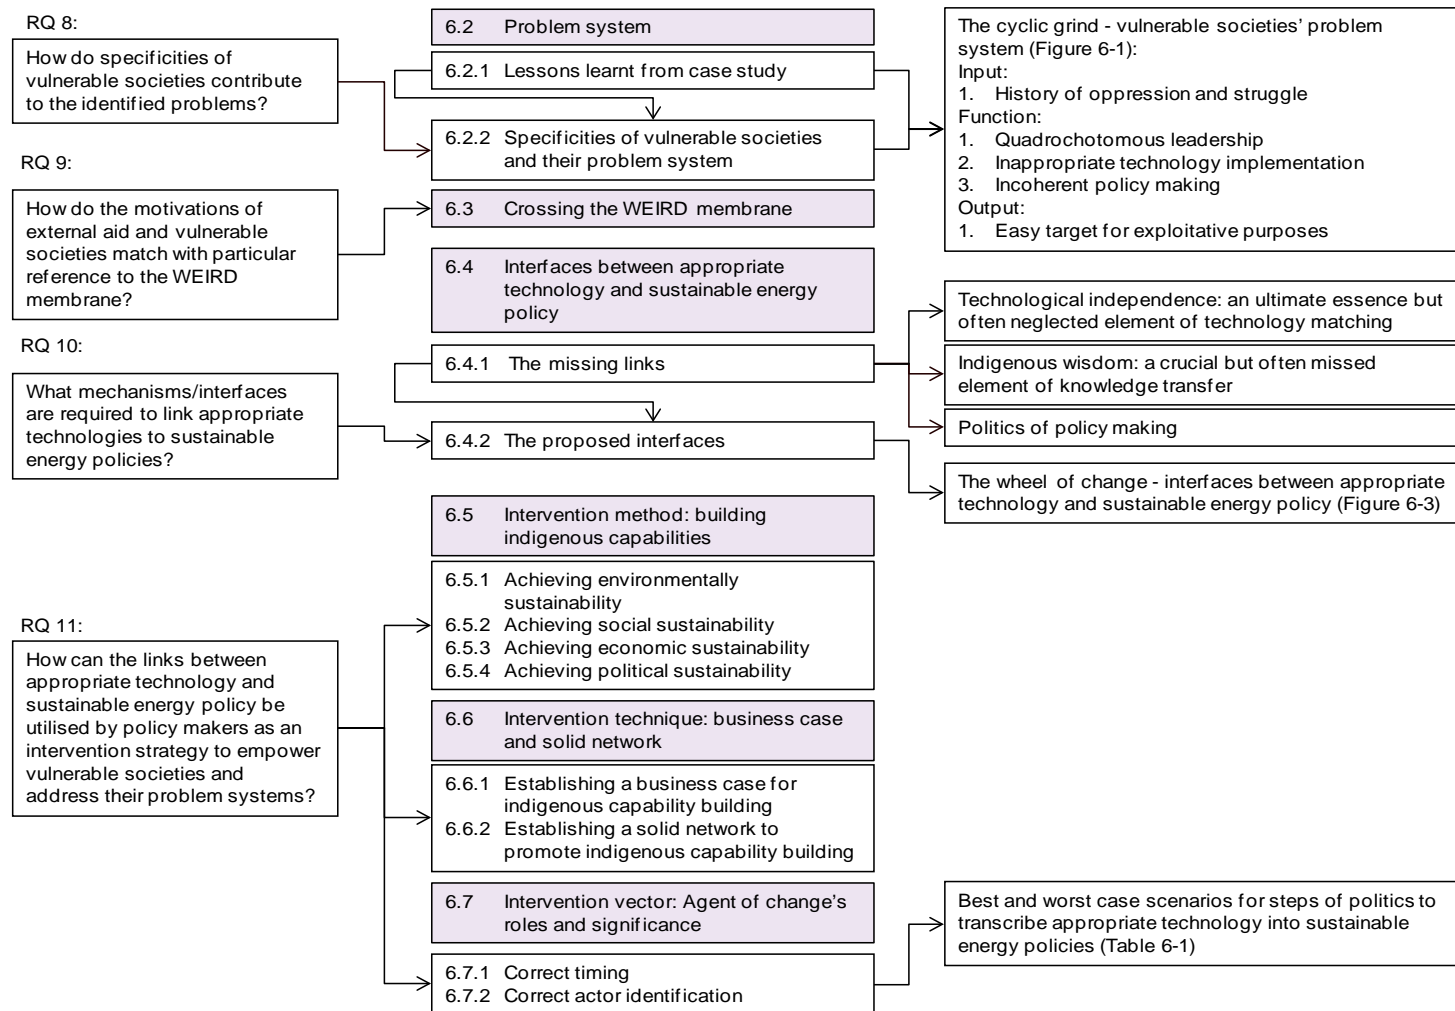 RQ 8:
How do specificities of
vulnerable societies contribute
to the identified problems?
RQ 9:
How do the motivations of
external aid and vulnerable
societies match with particular
reference to the WEIRD
membrane?
RQ 10:
What mechanisms/interfaces
are required to link appropriate
technologies to sustainable
energy policies?
RQ 11:
How can the links between
appropriate technology and
sustainable energy policy be
utilised by policy makers as an
intervention strategy to empower
vulnerable societies and
address their problem systems?
6.2 Problem system
6.2.1 Lessons learnt from case study
6.2.2 Specificities of vulnerable societies
and their problem system
6.3 Crossing the WEIRD membrane
6.4 Interfaces between appropriate
technology and sustainable energy
policy
6.4.1 The missing links
6.4.2 The proposed interfaces
6.5 Intervention method: building
indigenous capabilities
6.5.1 Achieving environmentally
sustainability
6.5.2 Achieving social sustainability
6.5.3 Achieving economic sustainability
6.5.4 Achieving political sustainability
6.6 Intervention technique: business case
and solid network
6.6.1 Establishing a business case for
indigenous capability building
6.6.2 Establishing a solid network to
promote indigenous capability building
6.7 Intervention vector: Agent of change's
roles and significance
6.7.1 Correct timing
6.7.2 Correct actor identification
The cyclic grind - vulnerable societies' problem
system (Figure 6-1):
Input:
1. History of oppression and struggle
Function:
1. Quadrochotomous leadership
2. Inappropriate technology implementation
3. Incoherent policy making
Output:
1. Easy target for exploitative purposes
Technological independence: an ultimate essence but
often neglected element of technology matching
Indigenous wisdom: a crucial but often missed
element of knowledge transfer
Politics of policy making
The wheel of change - interfaces between appropriate
technology and sustainable energy policy (Figure 6-3)
Best and worst case scenarios for steps of politics to
transcribe appropriate technology into sustainable
energy policies (Table 6-1)